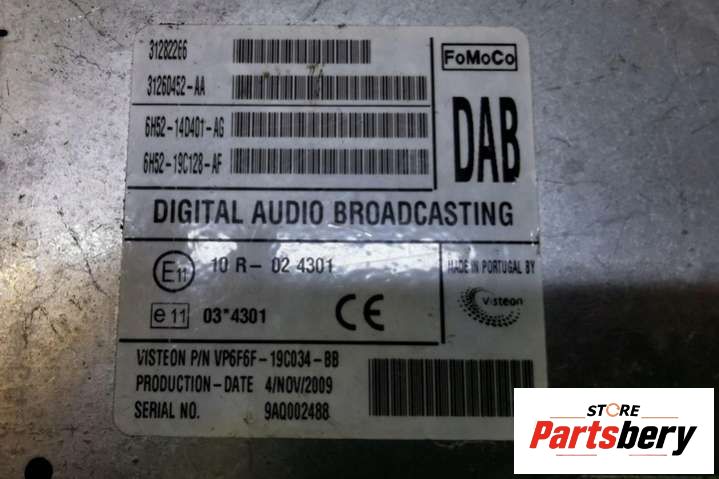 31282266
31260452-AA
6H52-14D401-AG
6H52-19C128-AF
FoMoCo
DAB
DIGITAL AUDIO BROADCASTING
E11 10 R- 02 4301
e 11 03*4301
CE
MADE IN PORTUGAL BY
Visteon
VISTEON P/N VP6F6F-19C034-BB
PRODUCTION-DATE 4/NOV/2009
SERIAL NO. 9AQ002488
STORE
Partsbery